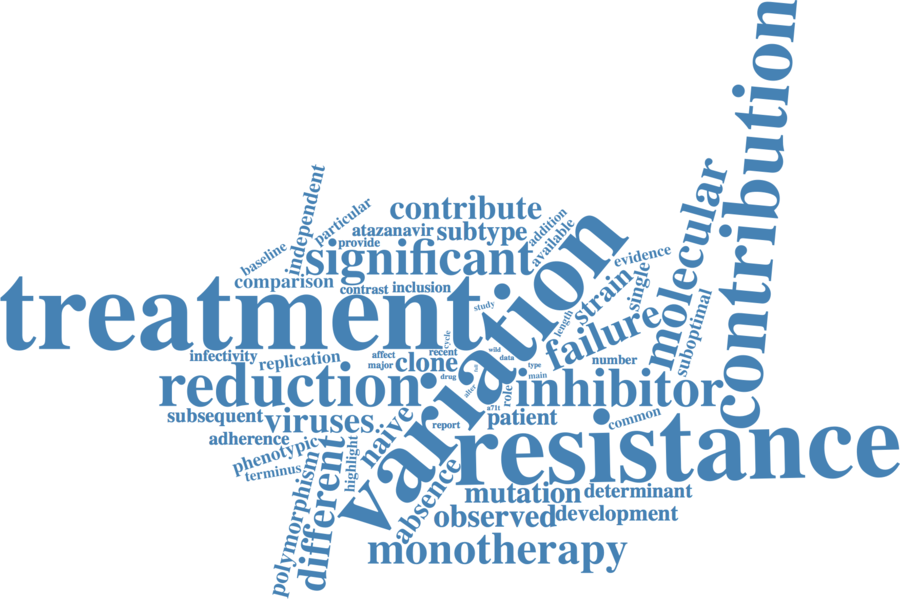 contribution
independent
particular
contribute
molecular
atazanavir
subtype
addition
available
provide
baseline
significant
evidence
comparison
contrast
inclusion
strain
single
treatment
variation
study
length
failure
suboptimal
cycle
infectivity
replication
affect
recent
wild
data
number
major
clone
type
drug
main
reduction
alter
role
inhibitor
subsequent
viruses
naive
a71t
patient
common
report
adherence
resistance
phenotypic
highlight
terminus
absence
polymorphism
different
mutation
determinant
observed
development
monotherapy